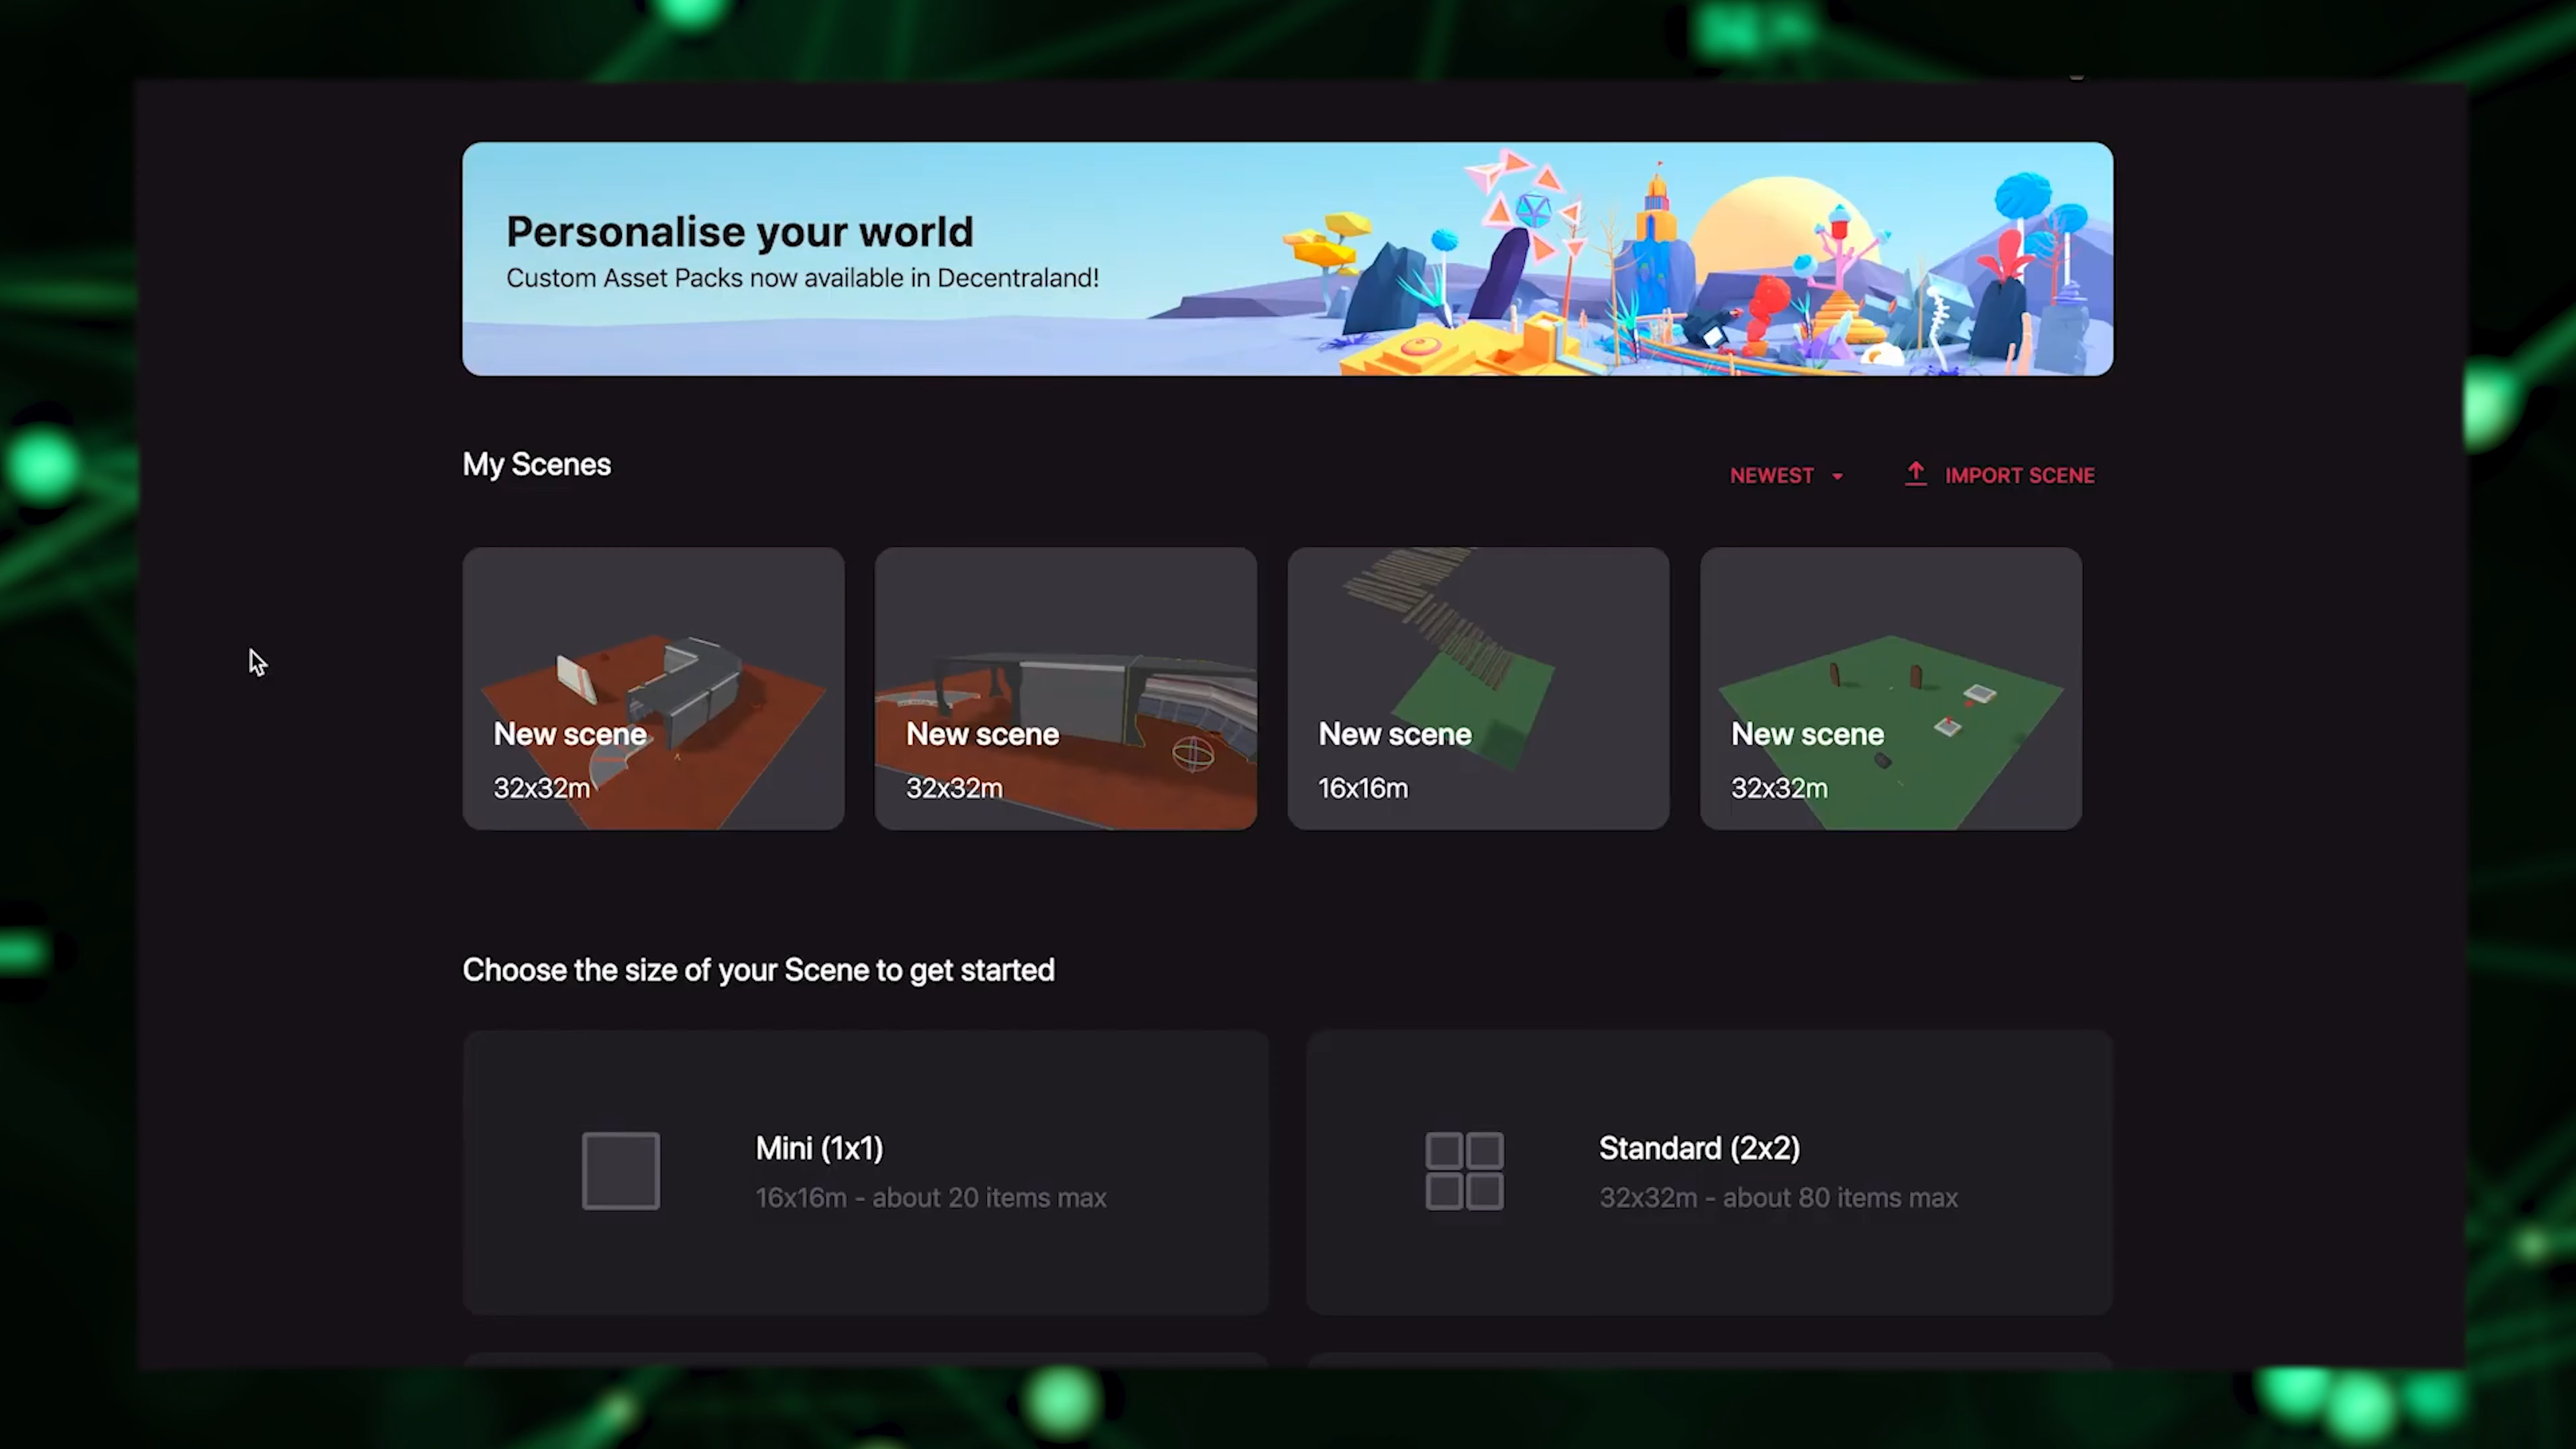 Personalise your world
Custom Asset Packs now available in Decentraland!
My Scenes
NEWEST
IMPORT SCENE
New scene
32x32m
New scene
32x32m
New scene
16x16m
New scene
32x32m
Choose the size of your Scene to get started
Mini (1x1)
16x16m - about 20 items max
Standard (2x2)
32x32m - about 80 items max